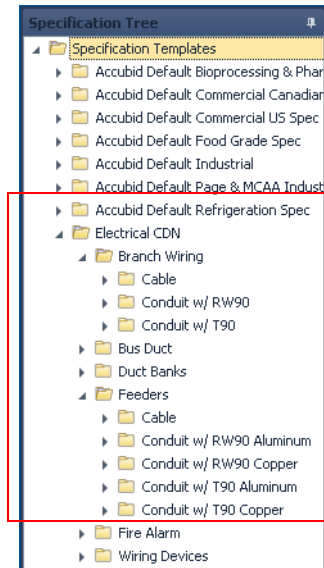 Specification Tree
Specification Templates
Accubid Default Bioprocessing & Phar
Accubid Default Commercial Canadian
Accubid Default Commercial US Spec
Accubid Default Food Grade Spec
Accubid Default Industrial
Accubid Default Page & MCAA Indust
Accubid Default Refrigeration Spec
Electrical CDN
Branch Wiring
Cable
Conduit w/ RW90
Conduit w/ T90
Bus Duct
Duct Banks
Feeders
Cable
Conduit w/ RW90 Aluminum
Conduit w/ RW90 Copper
Conduit w/ T90 Aluminum
Conduit w/ T90 Copper
Fire Alarm
Wiring Devices